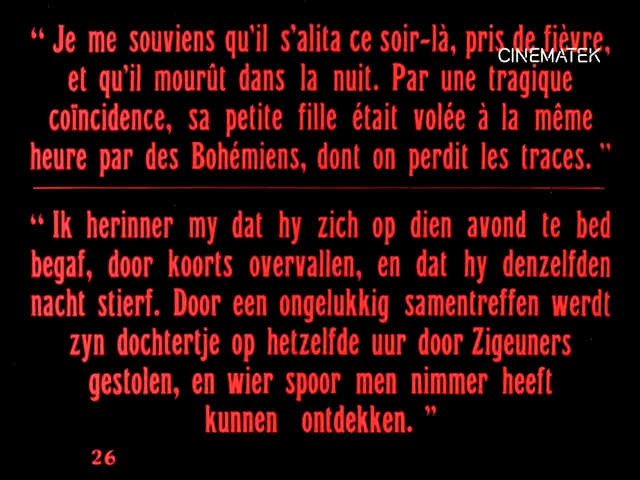 “ Je me souviens qu'il s'alita ce soir-là, pris de fièvre,
CINEMATEK
et qu'il mourût dans la nuit. Par une tragique
coïncidence, sa petite fille était volée à la même
heure par des Bohémiens, dont on perdit les traces. ”
“ Ik herinner my dat hy zich op dien avond te bed
begaf, door koorts overvallen, en dat hy denzelfden
nacht stierf. Door een ongelukkig samentreffen werdt
zyn dochtertje op hetzelfde uur door Zigeuners
gestolen, en wier spoor men nimmer heeft
kunnen ontdekken. ”
26